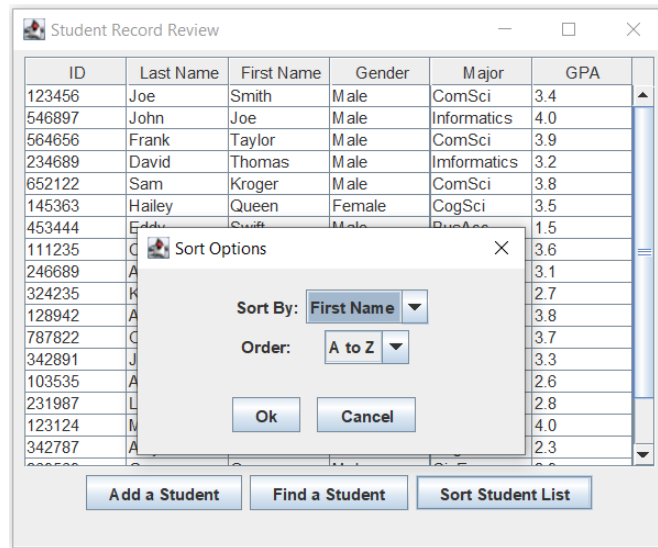 Student Record Review
ID Last Name First Name Gender Major GPA
123456 Joe Smith Male ComSci 3.4
546897 John Joe Male Informatics 4.0
564656 Frank Taylor Male ComSci 3.9
234689 David Thomas Male Imformatics 3.2
652122 Sam Kroger Male ComSci 3.8
145363 Hailey Queen Female CogSci 3.5
453444 Eddy Swift Male BusAcc 1.5
111235 3.6
246689 A 3.1
324235 K 2.7
128942 A 3.8
787822 3.7
342891 J 3.3
103535 A 2.6
231987 L 2.8
123124 M 4.0
342787 2.3
Sort Options
Sort By: First Name
Order: A to Z
Ok Cancel
Add a Student Find a Student Sort Student List